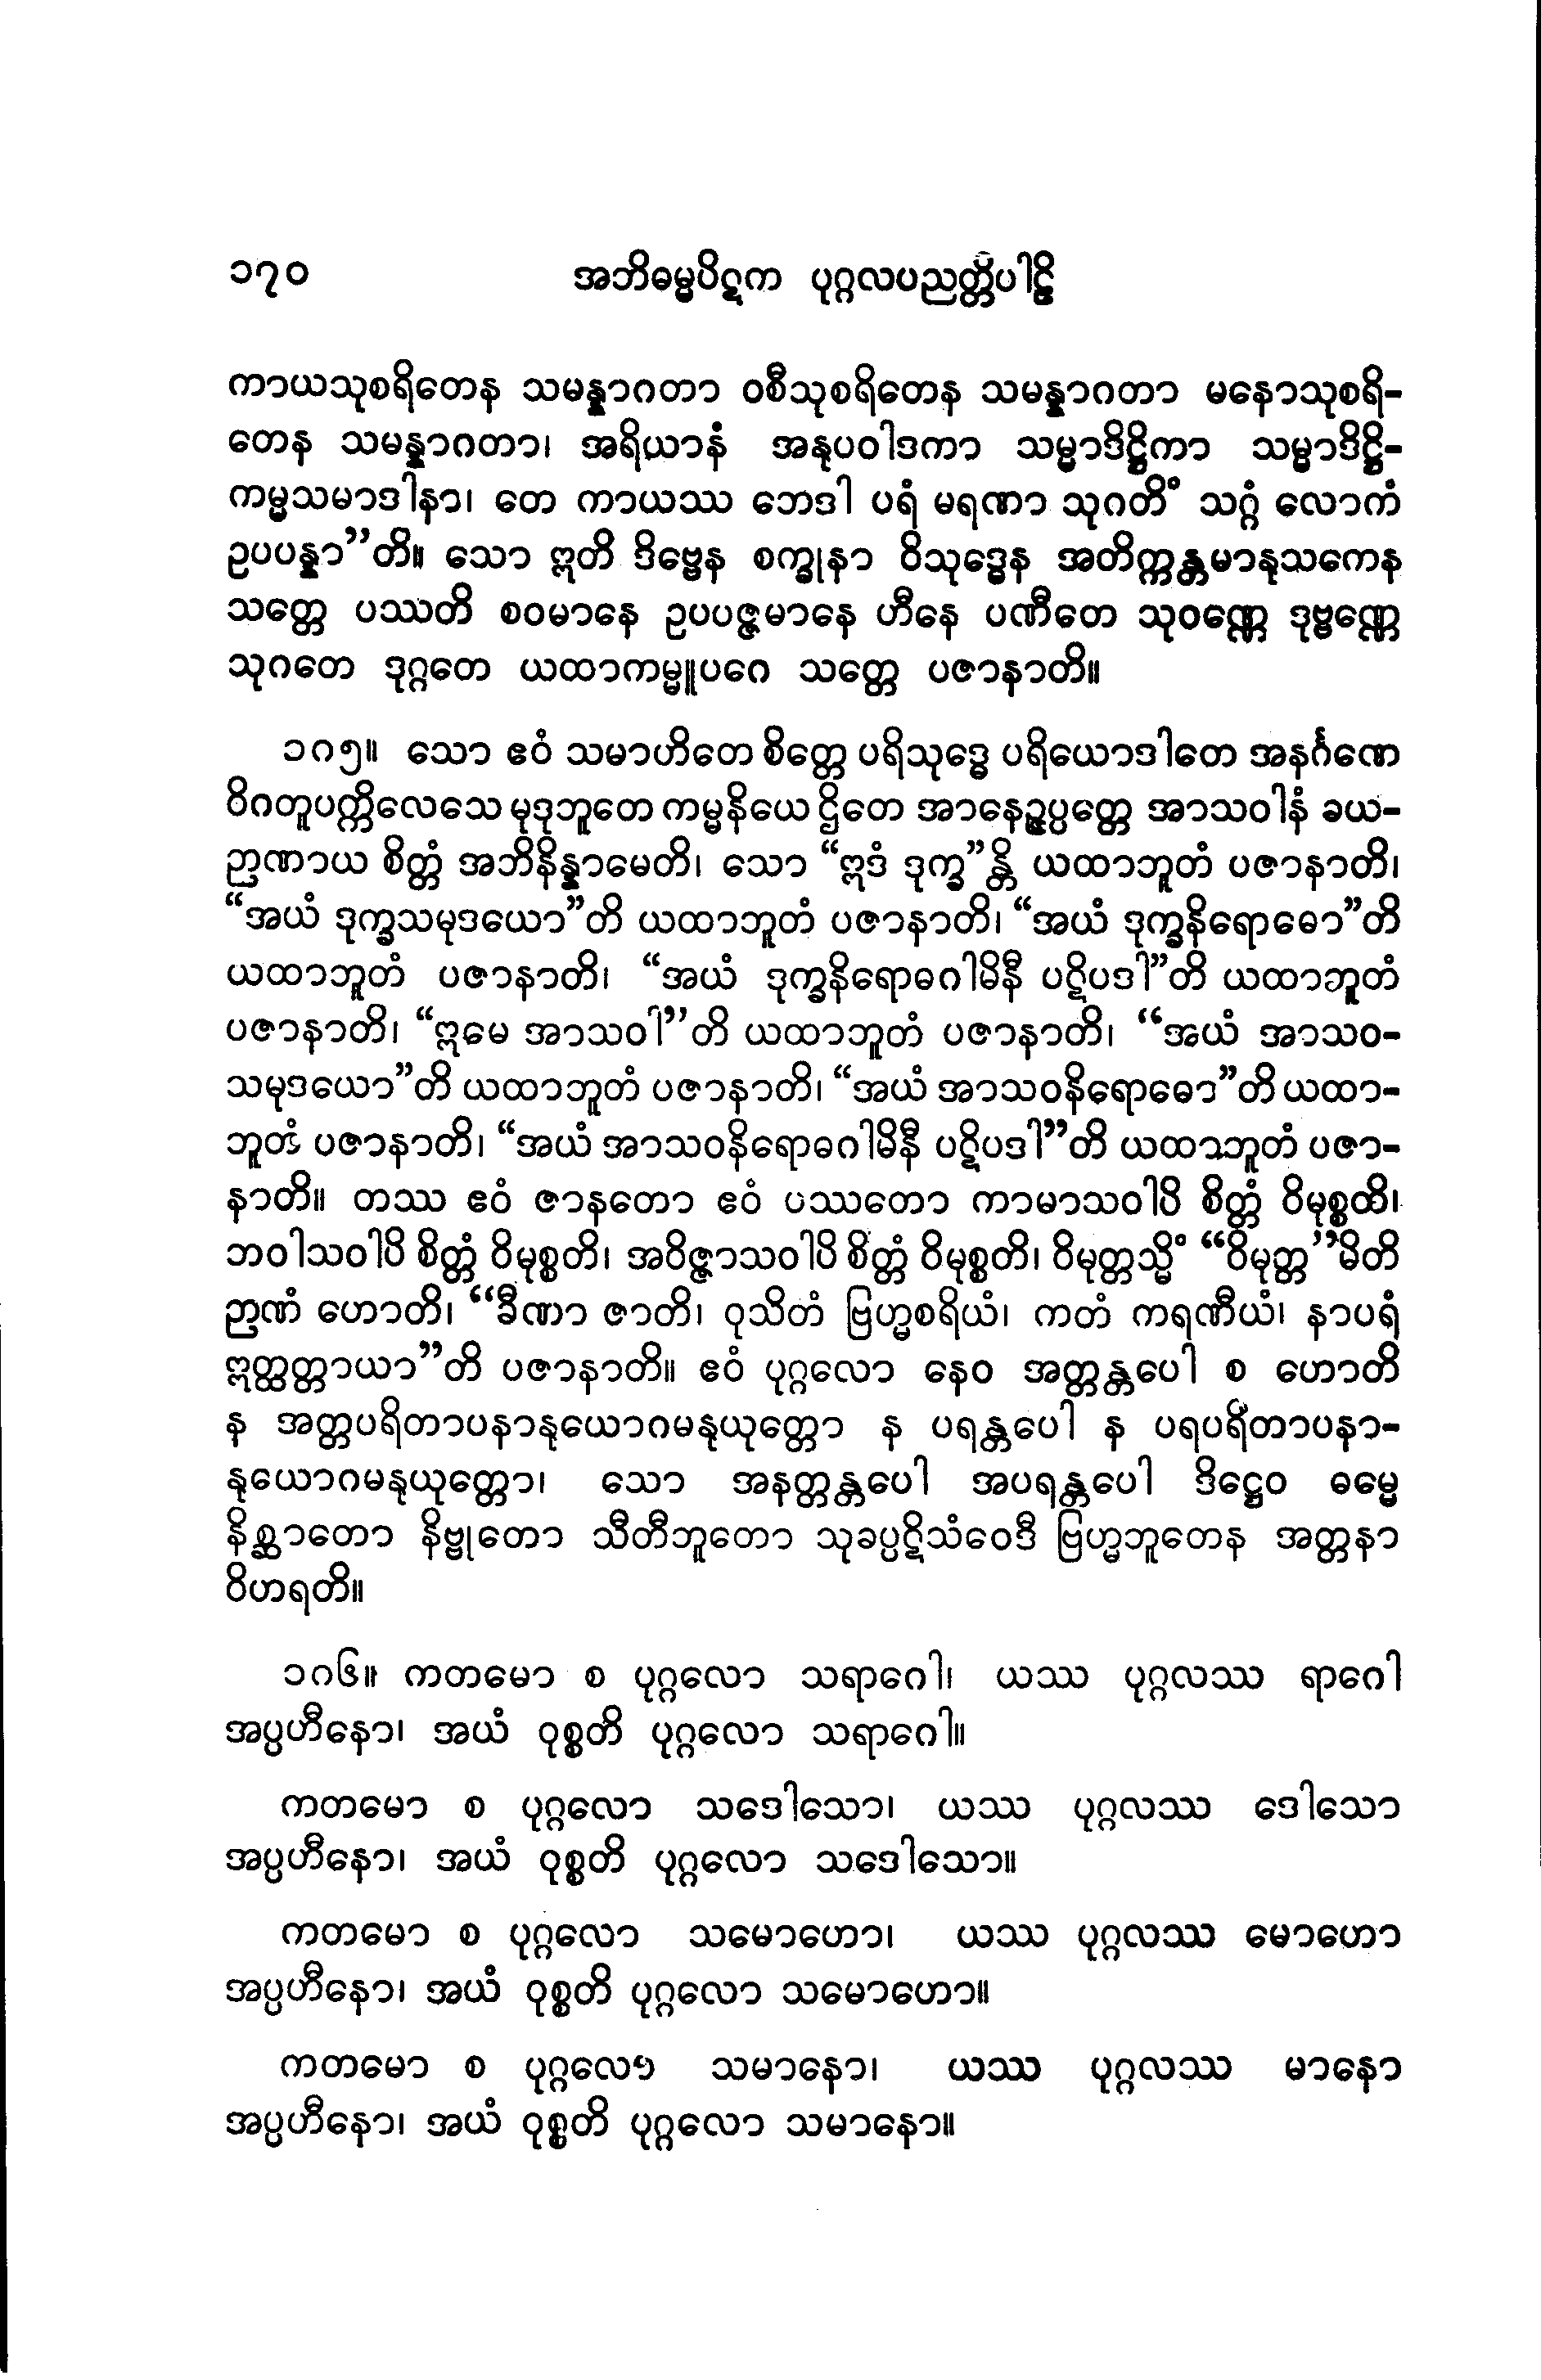 ၁၇၀ အဘိဓမ္မပိဋက ပုဂ္ဂလပညတ္တိပါဠိ
ကာယသုစရိတေန သမန္နာဂတာ ဝစီသုစရိတေန သမန္နာဂတာ မနောသုစရိ-
တေန သမန္နာဂတာ၊ အရိယာနံ အနုပဝါဒကာ သမ္မာဒိဋ္ဌိကာ သမ္မာဒိဋ္ဌိ-
ကမ္မသမာဒါနာ၊ တေ ကာယဿ ဘေဒါ ပရံ မရဏာ သုဂတိံ သဂ္ဂံ လောကံ
ဥပပန္နာ”တိ။ သော ဣတိ ဒိဗ္ဗေန စက္ခုနာ ဝိသုဒ္ဓေန အတိက္ကန္တမာနုသကေန
သတ္တေ ပဿတိ စဝမာနေ ဥပပဇ္ဇမာနေ ဟီနေ ပဏီတေ သုဝဏ္ဏေ ဒုဗ္ဗဏ္ဏေ
သုဂတေ ဒုဂ္ဂတေ ယထာကမ္မူပဂေ သတ္တေ ပဇာနာတိ။
၁ဂ၅။ သော ဧဝံ သမာဟိတေ စိတ္တေ ပရိသုဒ္ဓေ ပရိယောဒါတေ အနင်္ဂဏေ
ဝိဂတူပက္ကိလေသေ မုဒုဘူတေ ကမ္မနိယေ ဌိတေ အာနေဉ္ဇပ္ပတ္တေ အာသဝါနံ ခယ-
ဉာဏာယ စိတ္တံ အဘိနိန္နာမေတိ၊ သော “ဣဒံ ဒုက္ခ”န္တိ ယထာဘူတံ ပဇာနာတိ၊
“အယံ ဒုက္ခသမုဒယော”တိ ယထာဘူတံ ပဇာနာတိ၊ “အယံ ဒုက္ခနိရောဓော”တိ
ယထာဘူတံ ပဇာနာတိ၊ “အယံ ဒုက္ခနိရောဓဂါမိနီ ပဋိပဒါ”တိ ယထာဘူတံ
ပဇာနာတိ၊ “ဣမေ အာသဝါ”တိ ယထာဘူတံ ပဇာနာတိ၊ “အယံ အာသဝ-
သမုဒယော”တိ ယထာဘူတံ ပဇာနာတိ၊ “အယံ အာသဝနိရောဓော”တိ ယထာ-
ဘူတံ ပဇာနာတိ၊ “အယံ အာသဝနိရောဓဂါမိနီ ပဋိပဒါ”တိ ယထာဘူတံ ပဇာ-
နာတိ။ တဿ ဧဝံ ဇာနတော ဧဝံ ပဿတော ကာမာသဝါပိ စိတ္တံ ဝိမုစ္စတိ၊
ဘဝါသဝါပိ စိတ္တံ ဝိမုစ္စတိ၊ အဝိဇ္ဇာသဝါပိ စိတ္တံ ဝိမုစ္စတိ၊ ဝိမုတ္တသ္မိံ “ဝိမုတ္တ”မိတိ
ဉာဏံ ဟောတိ၊ “ခီဏာ ဇာတိ၊ ဝုသိတံ ဗြဟ္မစရိယံ၊ ကတံ ကရဏီယံ၊ နာပရံ
ဣတ္ထတ္တာယာ”တိ ပဇာနာတိ။ ဧဝံ ပုဂ္ဂလော နေဝ အတ္တန္တပေါ စ ဟောတိ
န အတ္တပရိတာပနာနုယောဂမနုယုတ္တော န ပရန္တပေါ န ပရပရိတာပနာ-
နုယောဂမနုယုတ္တော၊ သော အနတ္တန္တပေါ အပရန္တပေါ ဒိဋ္ဌေဝ ဓမ္မေ
နိစ္ဆာတော နိဗ္ဗုတော သီတီဘူတော သုခပ္ပဋိသံဝေဒီ ဗြဟ္မဘူတေန အတ္တနာ
ဝိဟရတိ။
၁ဂ၆။ ကတမော စ ပုဂ္ဂလော သရာဂေါ၊ ယဿ ပုဂ္ဂလဿ ရာဂေါ
အပ္ပဟီနော၊ အယံ ဝုစ္စတိ ပုဂ္ဂလော သရာဂေါ။
ကတမော စ ပုဂ္ဂလော သဒေါသော၊ ယဿ ပုဂ္ဂလဿ ဒေါသော
အပ္ပဟီနော၊ အယံ ဝုစ္စတိ ပုဂ္ဂလော သဒေါသော။
ကတမော စ ပုဂ္ဂလော သမောဟော၊ ယဿ ပုဂ္ဂလဿ မောဟော
အပ္ပဟီနော၊ အယံ ဝုစ္စတိ ပုဂ္ဂလော သမောဟော။
ကတမော စ ပုဂ္ဂလော သမာနော၊ ယဿ ပုဂ္ဂလဿ မာနော
အပ္ပဟီနော၊ အယံ ဝုစ္စတိ ပုဂ္ဂလော သမာနော။